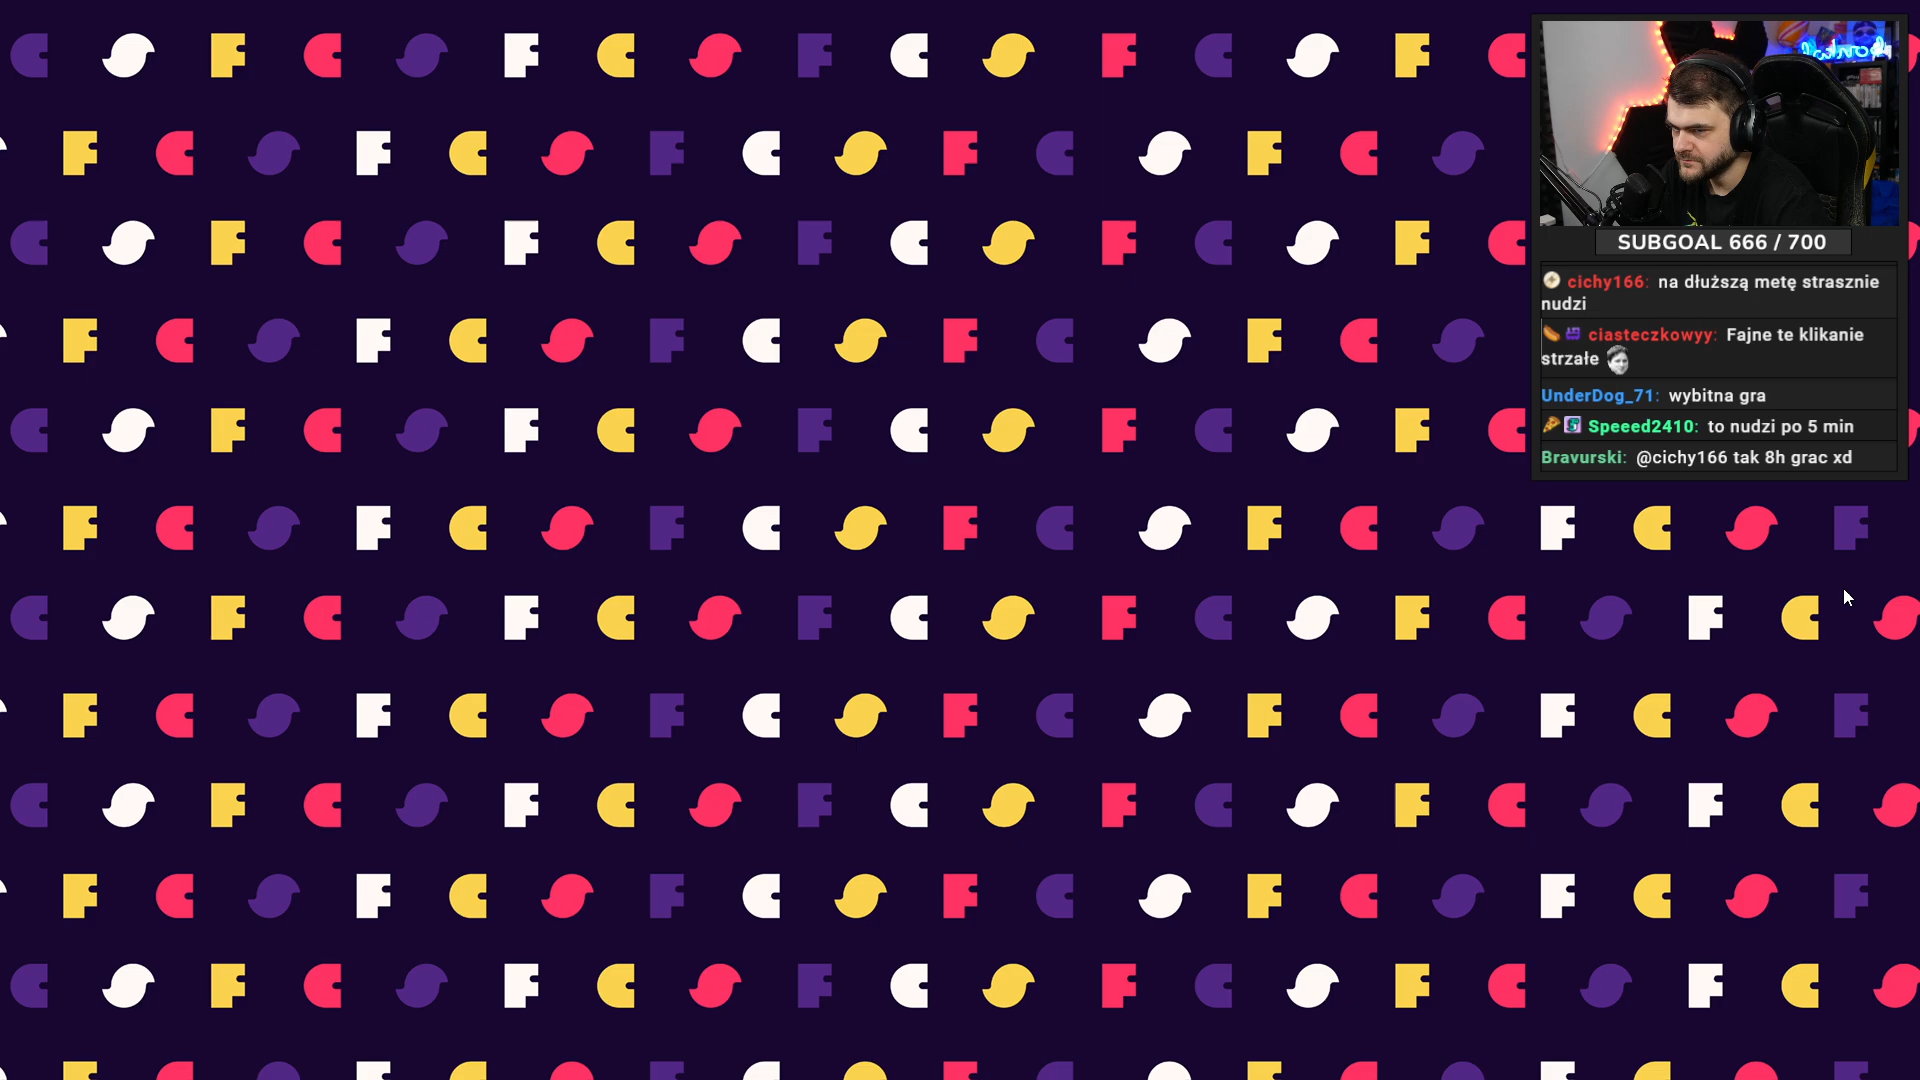 SUBGOAL 666 / 700
cichy166: na dłuższą metę strasznie
nudzi
ciasteczkowyy: Fajne te klikanie
strzałe
UnderDog_71: wybitna gra
Speeed2410: to nudzi po 5 min
Bravurski: @cichy166 tak 8h grac xd